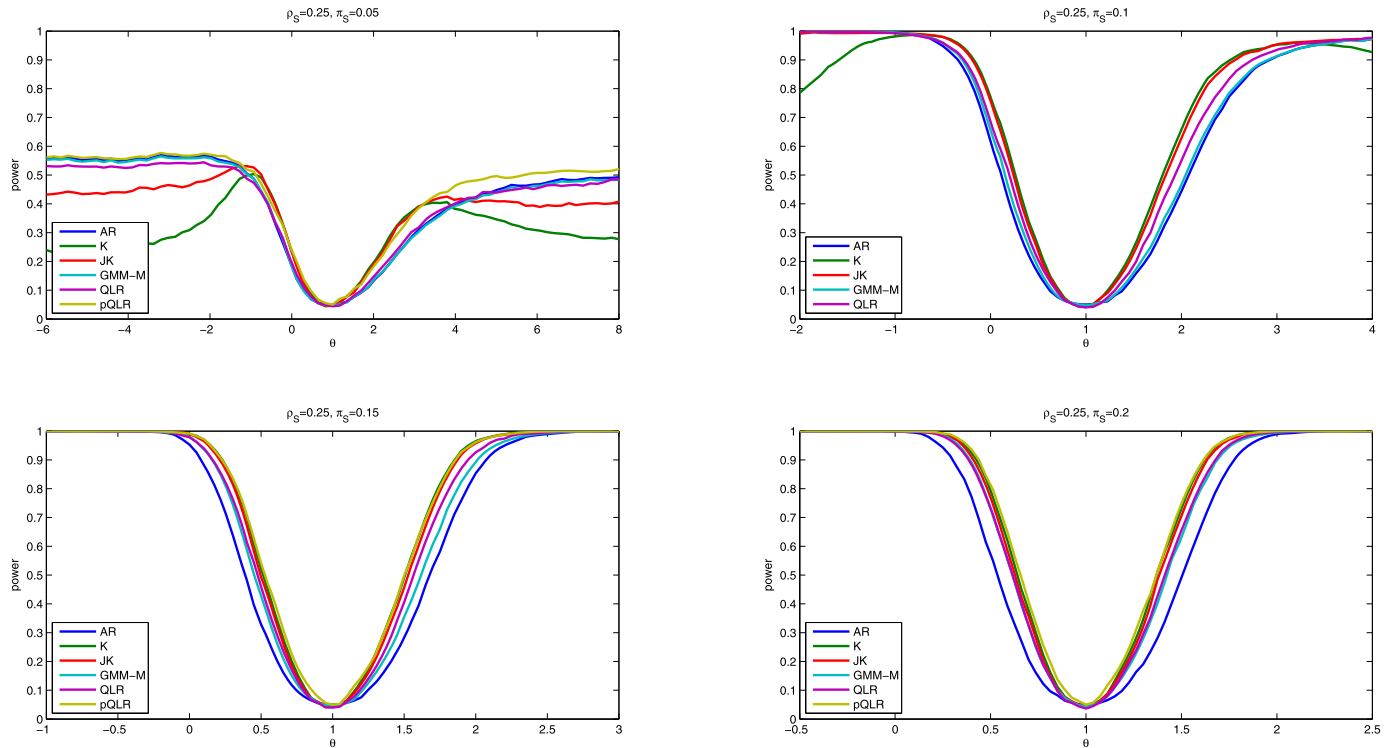 ρS=0.25, πS=0.05
1
0.9
0.8
0.7
0.6
0.5
0.4
0.3
0.2
0.1
0
power
AR
K
JK
GMM−M
QLR
pQLR
−6 −4 −2 0 2 4 6 8
θ
ρS=0.25, πS=0.1
1
0.9
0.8
0.7
0.6
0.5
0.4
0.3
0.2
0.1
0
power
AR
K
JK
GMM−M
QLR
−2 −1 0 1 2 3 4
θ
ρS=0.25, πS=0.15
1
0.9
0.8
0.7
0.6
0.5
0.4
0.3
0.2
0.1
0
power
AR
K
JK
GMM−M
QLR
pQLR
−1 −0.5 0 0.5 1 1.5 2 2.5 3
θ
ρS=0.25, πS=0.2
1
0.9
0.8
0.7
0.6
0.5
0.4
0.3
0.2
0.1
0
power
AR
K
JK
GMM−M
QLR
pQLR
−0.5 0 0.5 1 1.5 2 2.5
θ